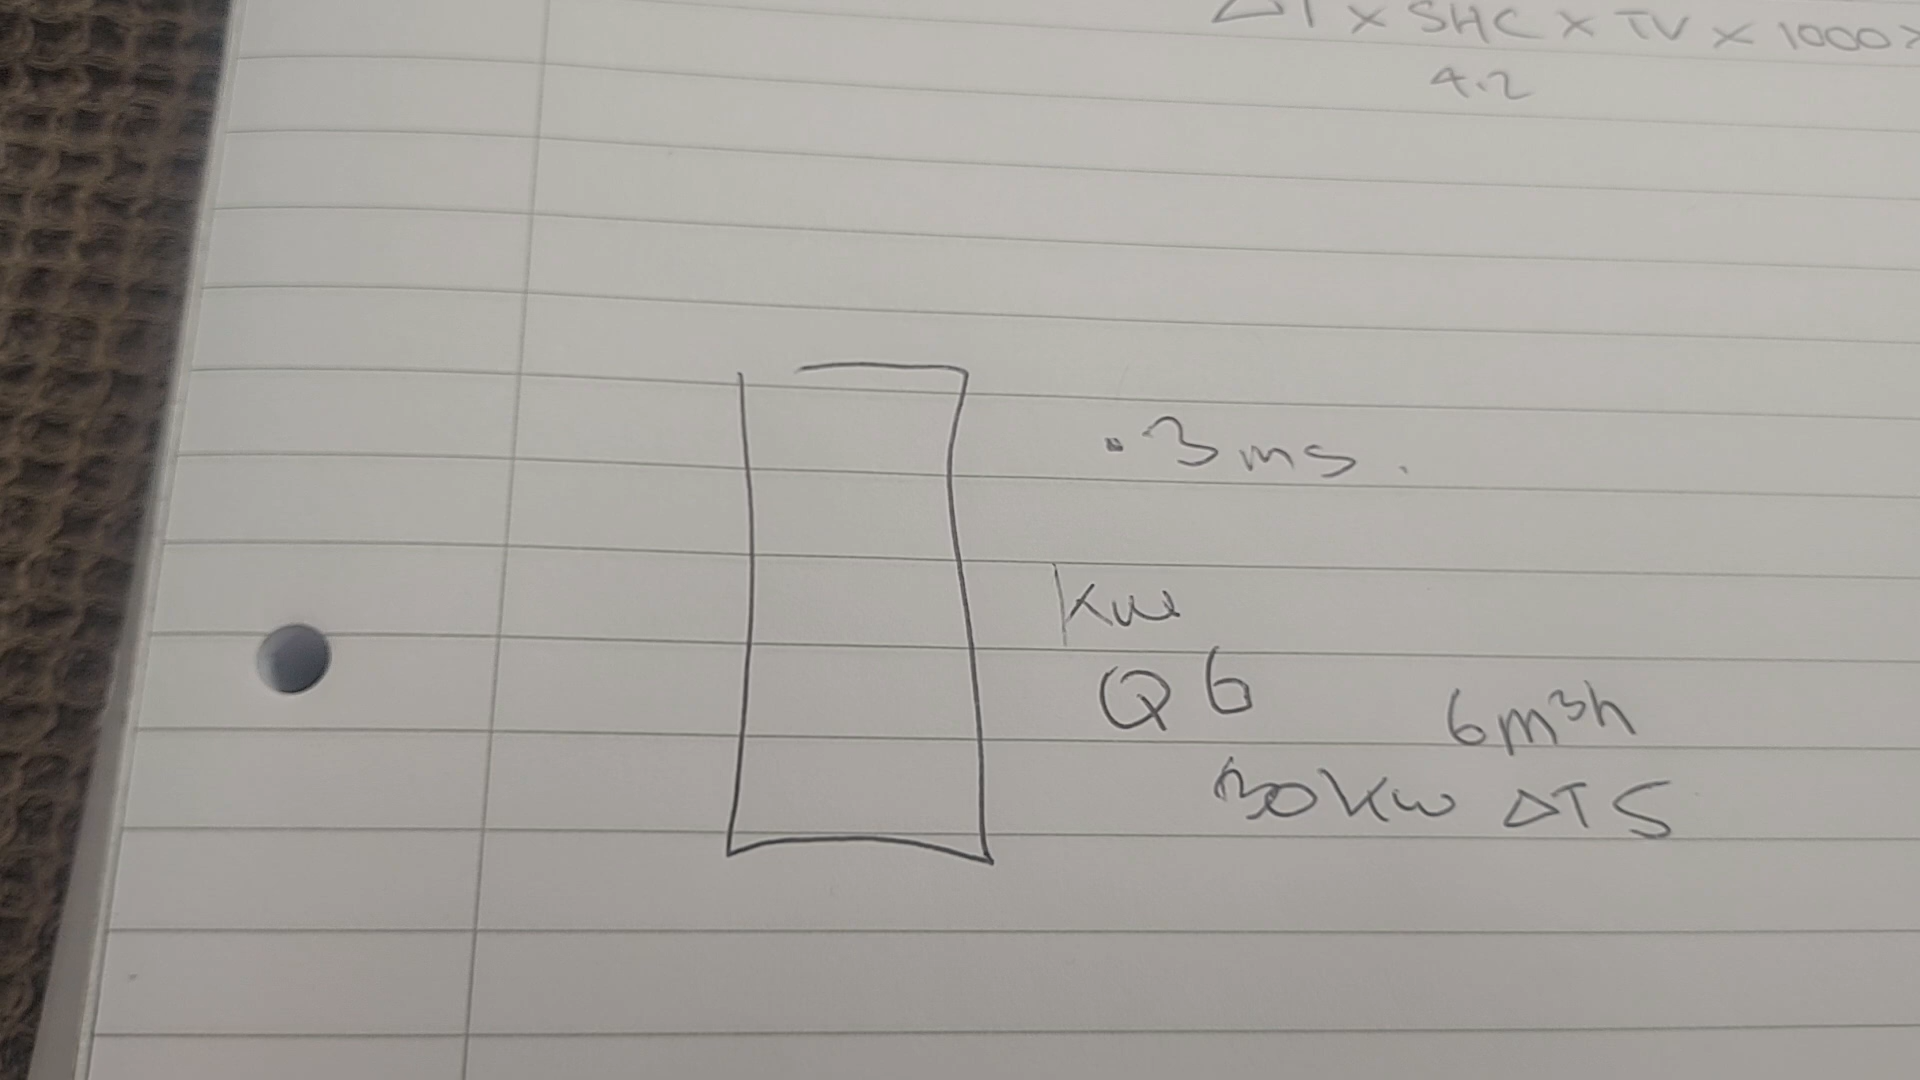 ΔT x SHC x TV x 1000 x
4.2
.3 ms.
Kw
Q 6
6m³h
30Kw ΔT 5